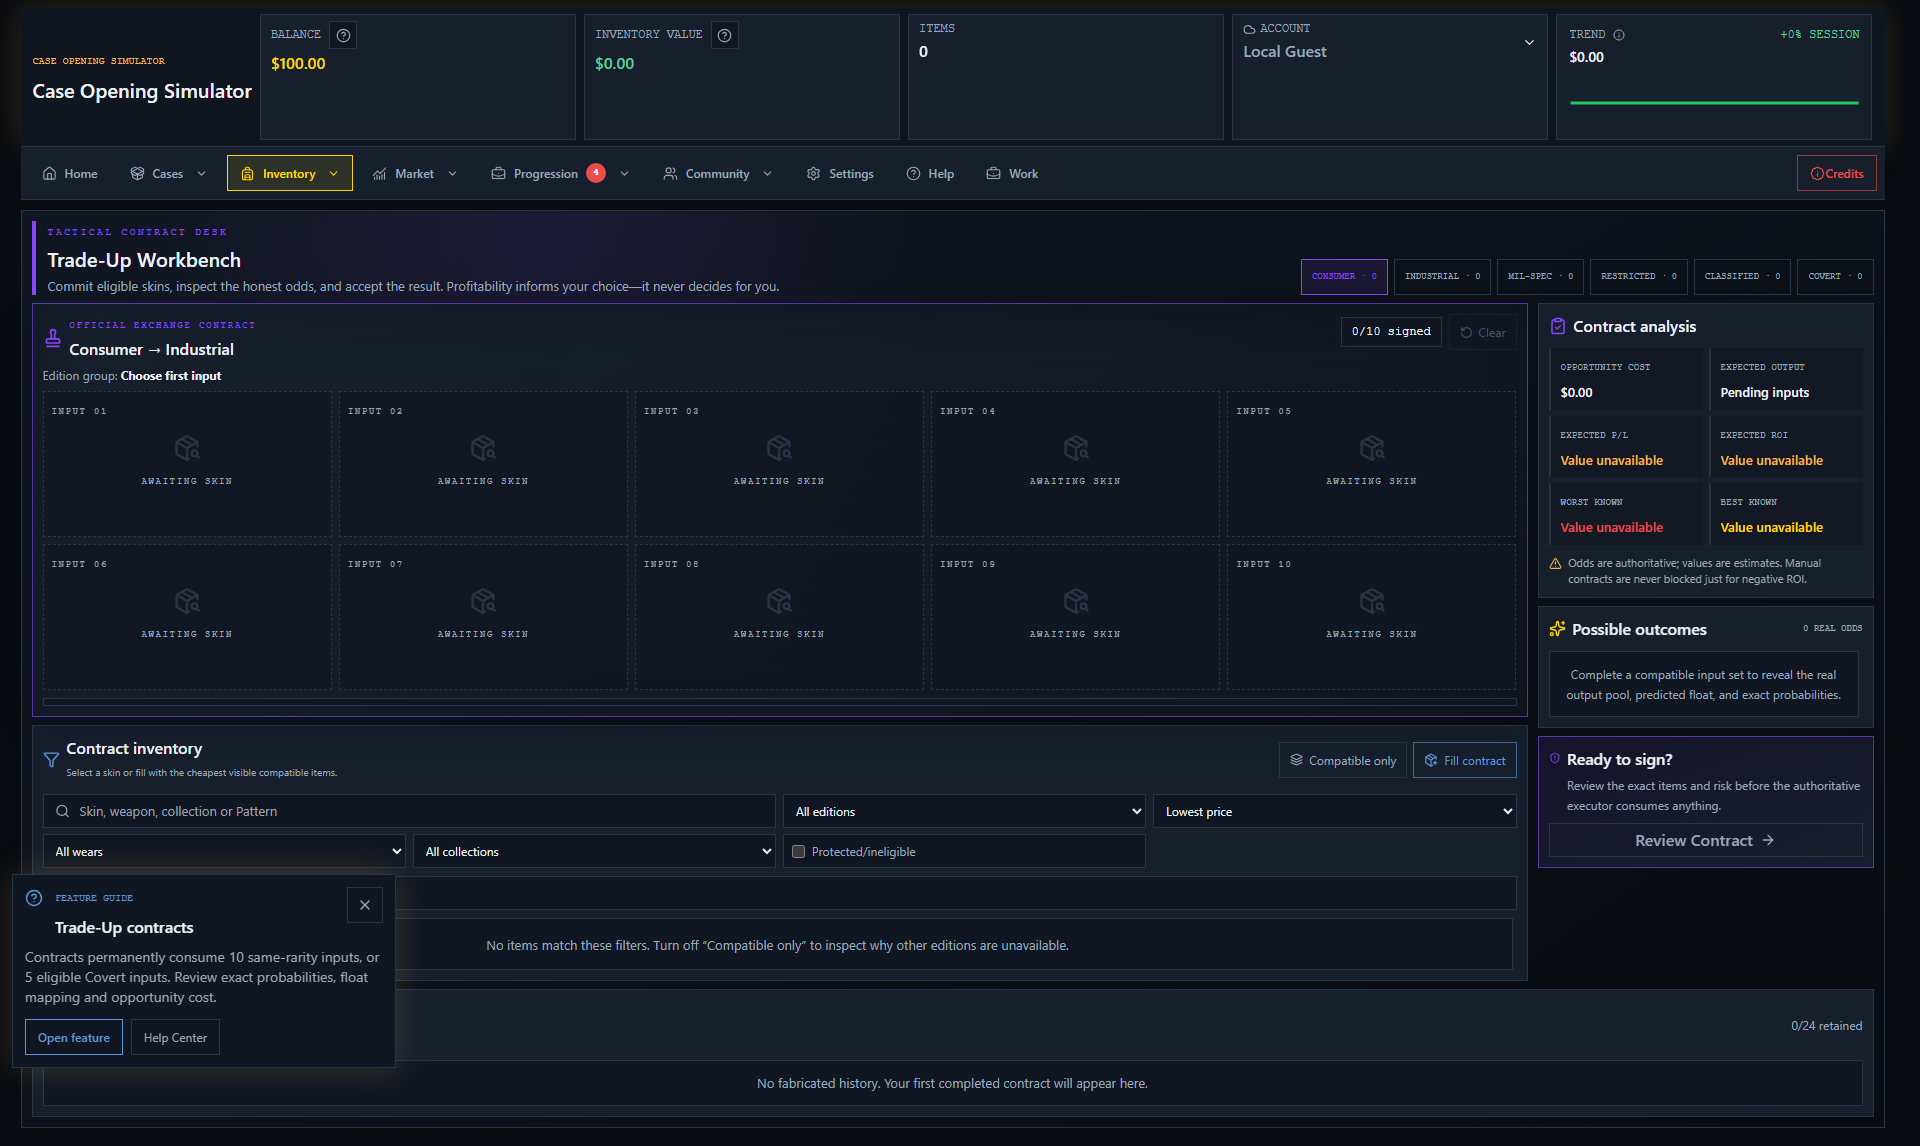 CASE OPENING SIMULATOR
Case Opening Simulator
BALANCE
$100.00
INVENTORY VALUE
$0.00
ITEMS
0
ACCOUNT
Local Guest
TREND
+0% SESSION
$0.00
Home
Cases
Inventory
Market
Progression 4
Community
Settings
Help
Work
Credits
TACTICAL CONTRACT DESK
Trade-Up Workbench
Commit eligible skins, inspect the honest odds, and accept the result. Profitability informs your choice—it never decides for you.
CONSUMER · 0
INDUSTRIAL · 0
MIL-SPEC · 0
RESTRICTED · 0
CLASSIFIED · 0
COVERT · 0
OFFICIAL EXCHANGE CONTRACT
Consumer → Industrial
0/10 signed
Clear
Edition group: Choose first input
INPUT 01
AWAITING SKIN
INPUT 02
AWAITING SKIN
INPUT 03
AWAITING SKIN
INPUT 04
AWAITING SKIN
INPUT 05
AWAITING SKIN
INPUT 06
AWAITING SKIN
INPUT 07
AWAITING SKIN
INPUT 08
AWAITING SKIN
INPUT 09
AWAITING SKIN
INPUT 10
AWAITING SKIN
Contract inventory
Select a skin or fill with the cheapest visible compatible items.
Compatible only
Fill contract
Skin, weapon, collection or Pattern
All editions
Lowest price
All wears
All collections
Protected/ineligible
No items match these filters. Turn off “Compatible only” to inspect why other editions are unavailable.
0/24 retained
No fabricated history. Your first completed contract will appear here.
FEATURE GUIDE
Trade-Up contracts
Contracts permanently consume 10 same-rarity inputs, or
5 eligible Covert inputs. Review exact probabilities, float
mapping and opportunity cost.
Open feature
Help Center
Contract analysis
OPPORTUNITY COST
$0.00
EXPECTED OUTPUT
Pending inputs
EXPECTED P/L
Value unavailable
EXPECTED ROI
Value unavailable
WORST KNOWN
Value unavailable
BEST KNOWN
Value unavailable
Odds are authoritative; values are estimates. Manual
contracts are never blocked just for negative ROI.
Possible outcomes
0 REAL ODDS
Complete a compatible input set to reveal the real
output pool, predicted float, and exact probabilities.
Ready to sign?
Review the exact items and risk before the authoritative
executor consumes anything.
Review Contract →